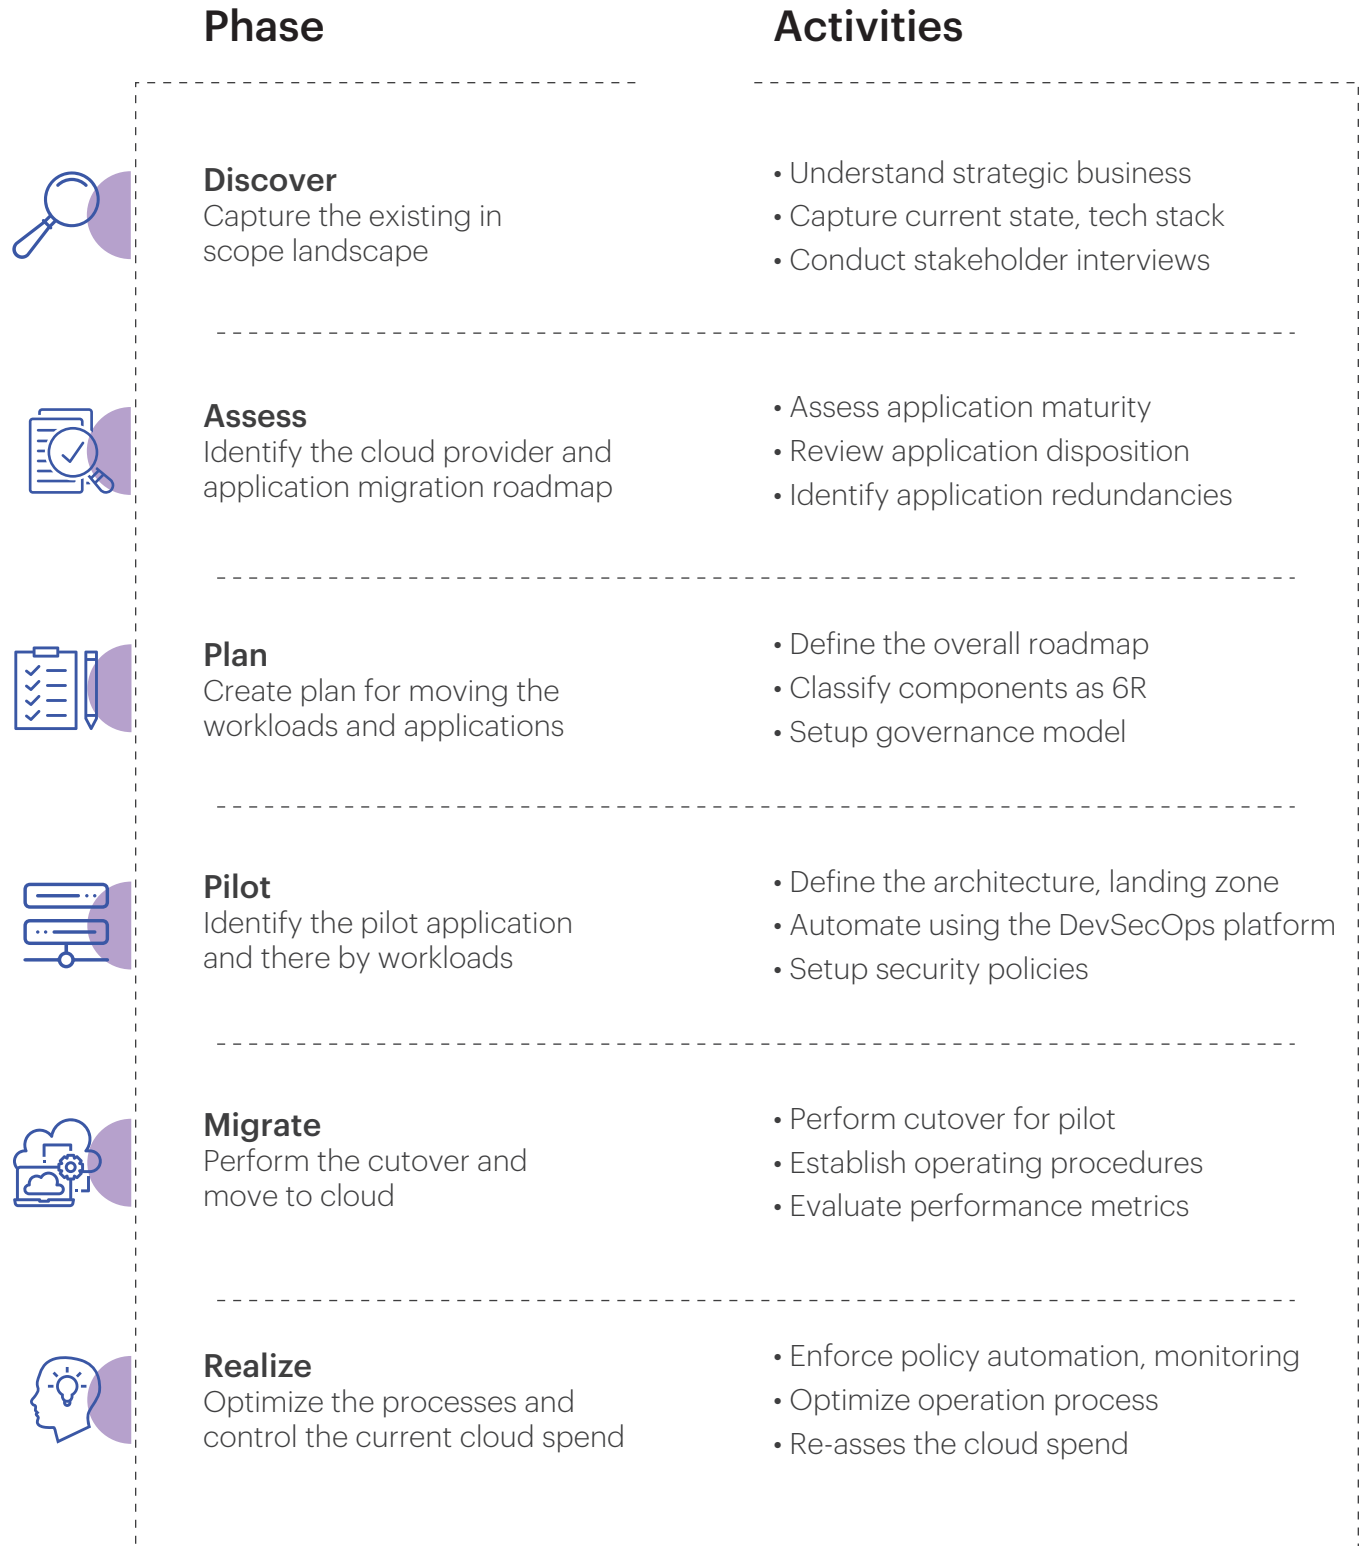 Phase
Activities
Discover
Capture the existing in
scope landscape
• Understand strategic business
• Capture current state, tech stack
• Conduct stakeholder interviews
Assess
Identify the cloud provider and
application migration roadmap
• Assess application maturity
• Review application disposition
• Identify application redundancies
Plan
Create plan for moving the
workloads and applications
• Define the overall roadmap
• Classify components as 6R
• Setup governance model
Pilot
Identify the pilot application
and there by workloads
• Define the architecture, landing zone
• Automate using the DevSecOps platform
• Setup security policies
Migrate
Perform the cutover and
move to cloud
• Perform cutover for pilot
• Establish operating procedures
• Evaluate performance metrics
Realize
Optimize the processes and
control the current cloud spend
• Enforce policy automation, monitoring
• Optimize operation process
• Re-asses the cloud spend